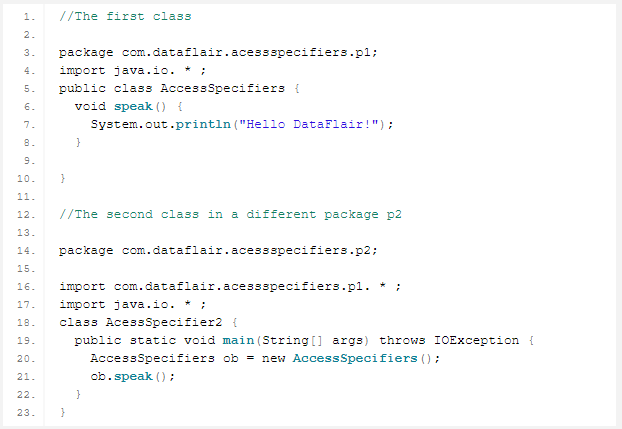 1. //The first class
2.
3. package com.dataflair.acessspecifiers.p1;
4. import java.io. * ;
5. public class AccessSpecifiers {
6. void speak() {
7. System.out.println("Hello DataFlair!");
8. }
9.
10. }
11.
12. //The second class in a different package p2
13.
14. package com.dataflair.acessspecifiers.p2;
15.
16. import com.dataflair.acessspecifiers.p1. * ;
17. import java.io. * ;
18. class AcessSpecifier2 {
19. public static void main(String[] args) throws IOException {
20. AccessSpecifiers ob = new AccessSpecifiers();
21. ob.speak();
22. }
23. }